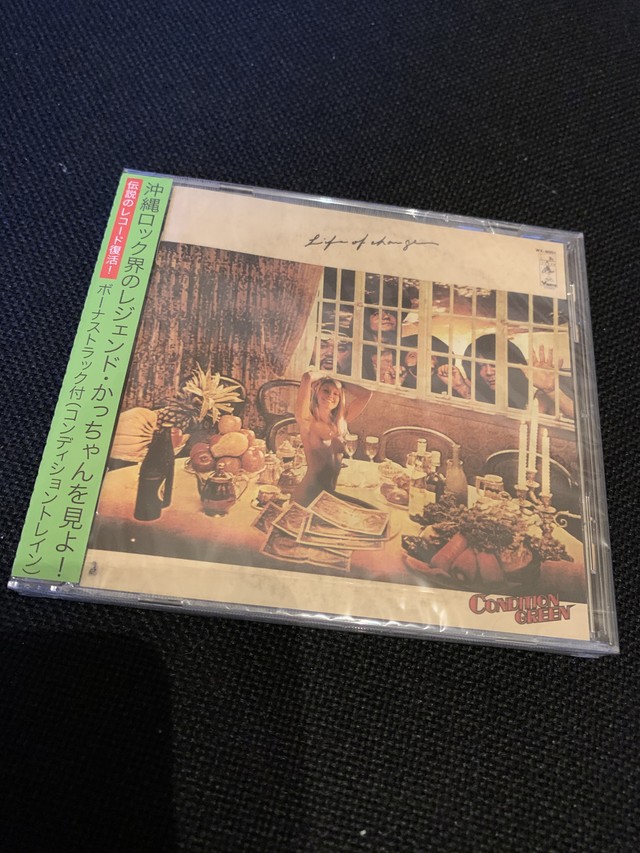 伝説のレコード復活！
沖縄ロック界のレジェンド・かっちゃんを見よ！
ボーナストラック付（コンディショントレイン）
Life of change
CONDITION
GREEN